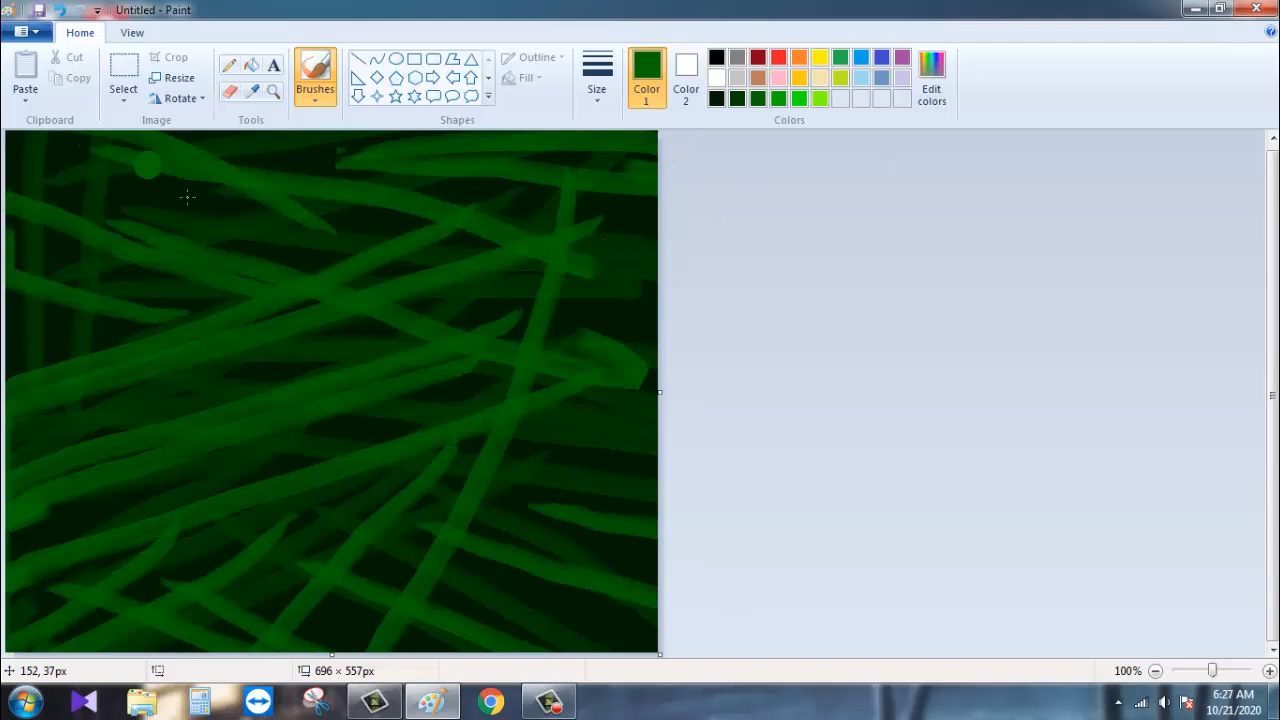 Untitled - Paint
Home
View
Paste
Cut
Copy
Clipboard
Select
Crop
Resize
Rotate
Image
A
Tools
Brushes
Outline
Fill
Shapes
Size
Color
1
Color
2
Edit
colors
Colors
152, 37px
696 × 557px
100%
6:27 AM
10/21/2020